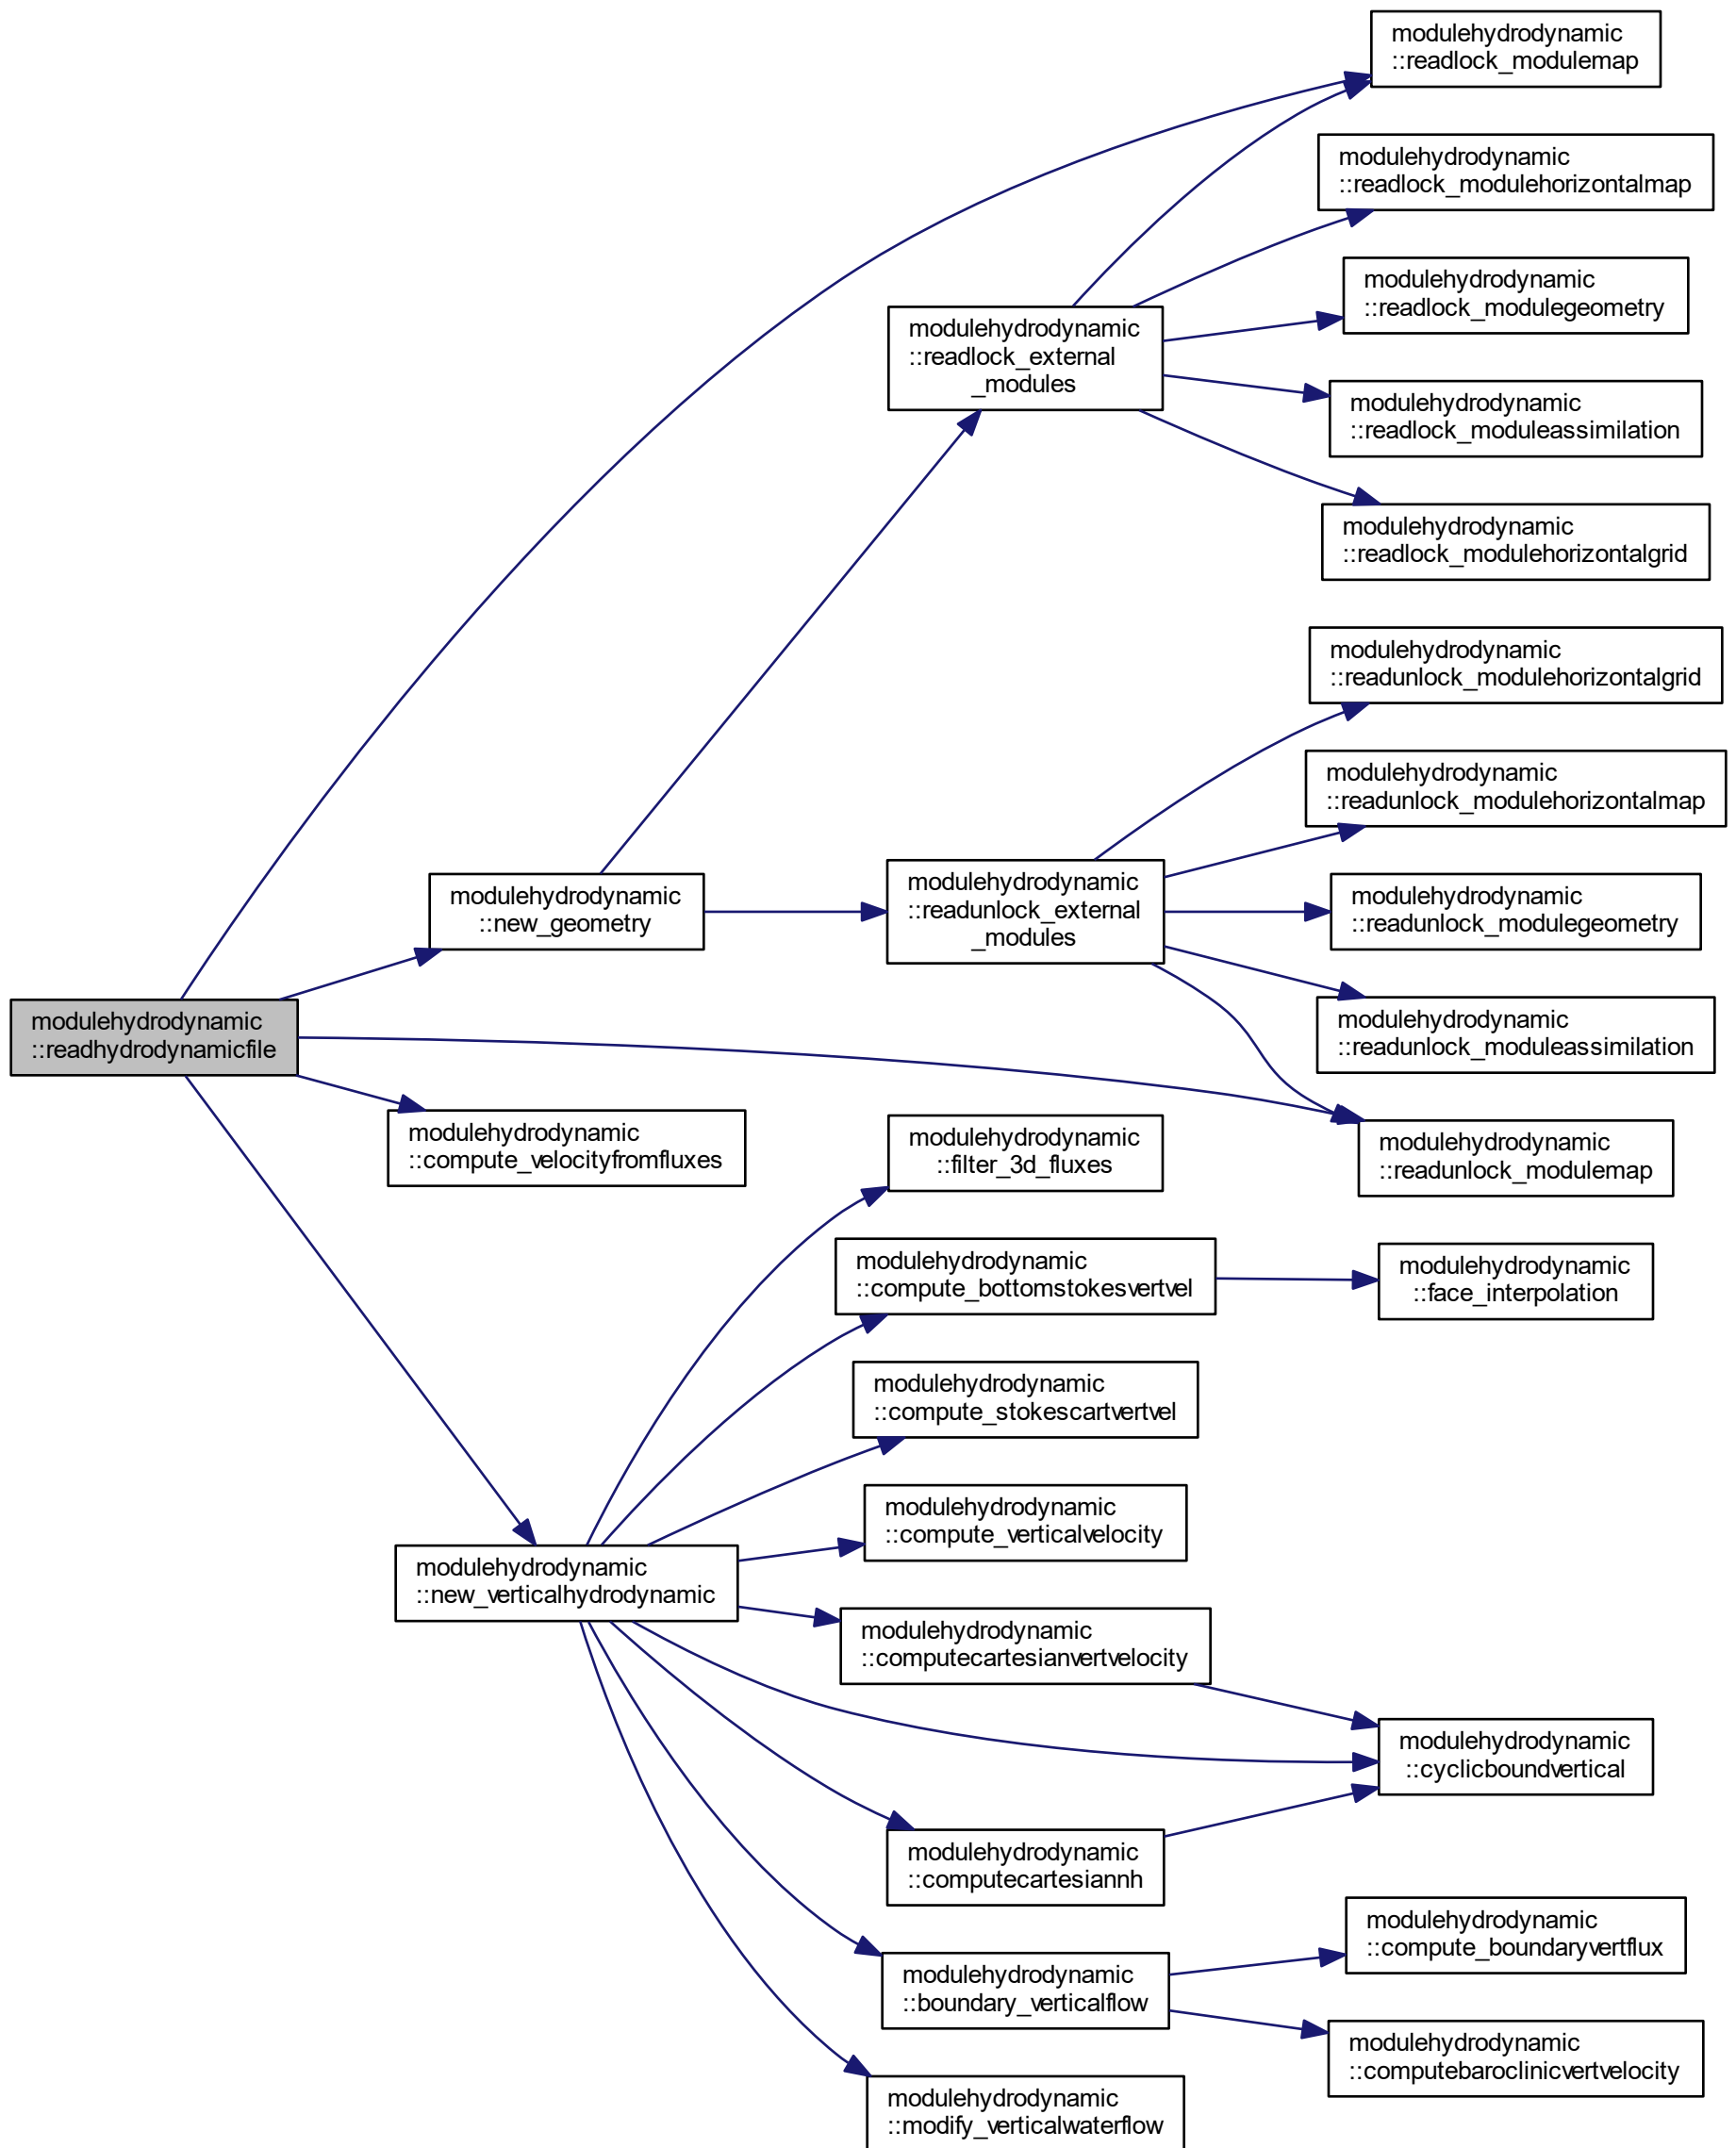 modulehydrodynamic
::readlock_modulemap
modulehydrodynamic
::readlock_modulehorizontalmap
modulehydrodynamic
::readlock_modulegeometry
modulehydrodynamic
::readlock_external
_modules
modulehydrodynamic
::readlock_moduleassimilation
modulehydrodynamic
::readlock_modulehorizontalgrid
modulehydrodynamic
::readunlock_modulehorizontalgrid
modulehydrodynamic
::readunlock_modulehorizontalmap
modulehydrodynamic
::new_geometry
modulehydrodynamic
::readunlock_external
_modules
modulehydrodynamic
::readunlock_modulegeometry
modulehydrodynamic
::readhydrodynamicfile
modulehydrodynamic
::readunlock_moduleassimilation
modulehydrodynamic
::compute_velocityfromfluxes
modulehydrodynamic
::filter_3d_fluxes
modulehydrodynamic
::readunlock_modulemap
modulehydrodynamic
::compute_bottomstokesvertvel
modulehydrodynamic
::face_interpolation
modulehydrodynamic
::compute_stokescartvertvel
modulehydrodynamic
::compute_verticalvelocity
modulehydrodynamic
::new_verticalhydrodynamic
modulehydrodynamic
::computecartesianvertvelocity
modulehydrodynamic
::cyclicboundvertical
modulehydrodynamic
::computecartesiannh
modulehydrodynamic
::compute_boundaryvertflux
modulehydrodynamic
::boundary_verticalflow
modulehydrodynamic
::computebaroclinicvertvelocity
modulehydrodynamic
::modify_verticalwaterflow